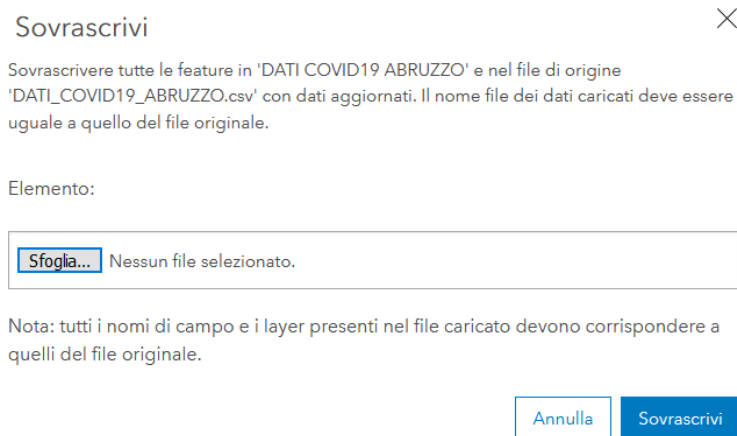 Sovrascrivi
Sovrascrivere tutte le feature in 'DATI COVID19 ABRUZZO' e nel file di origine
'DATI_COVID19_ABRUZZO.csv' con dati aggiornati. Il nome file dei dati caricati deve essere
uguale a quello del file originale.
Elemento:
Sfoglia... Nessun file selezionato.
Nota: tutti i nomi di campo e i layer presenti nel file caricato devono corrispondere a
quelli del file originale.
Annulla Sovrascrivi